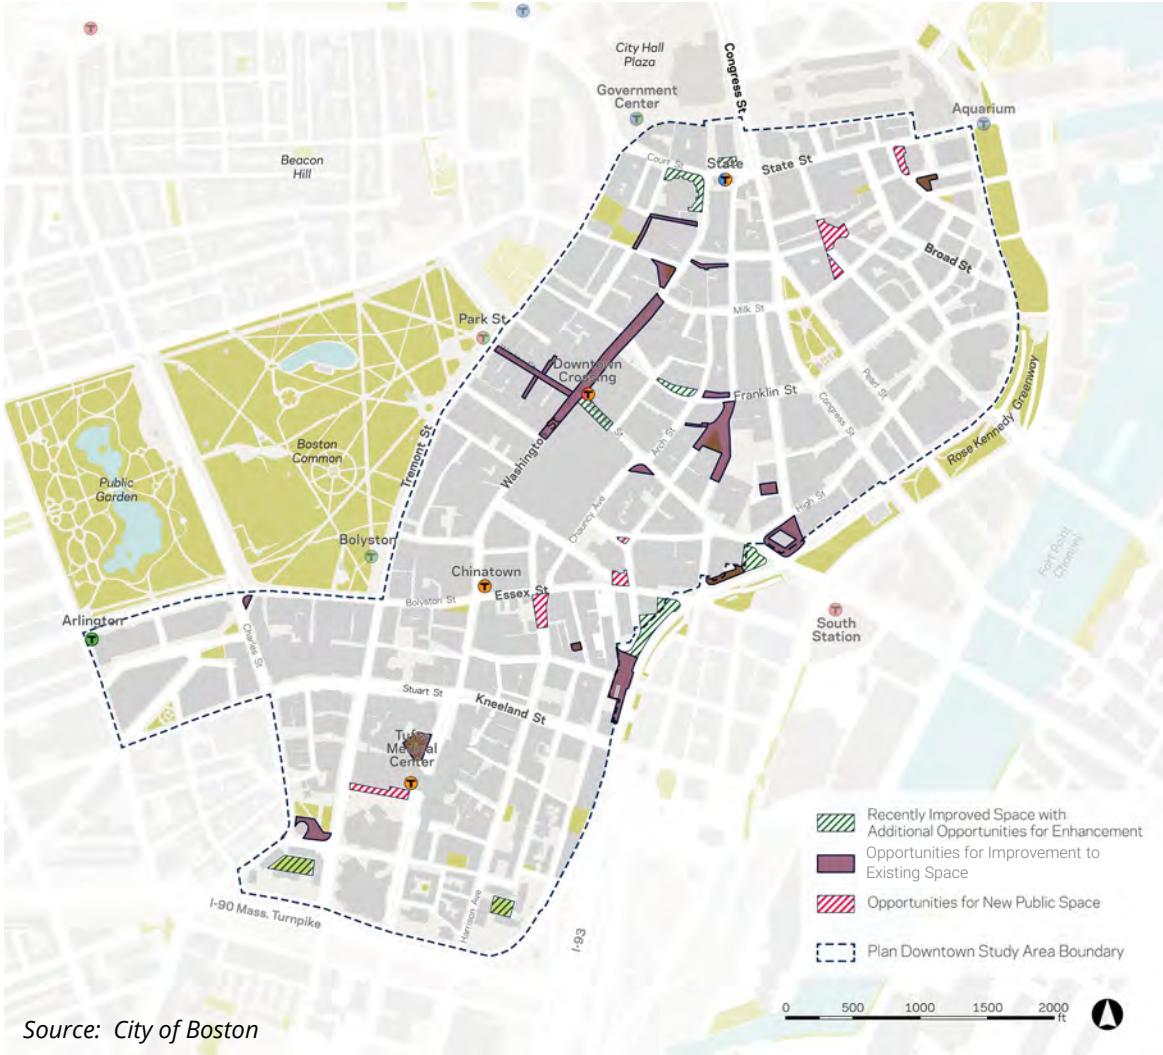 City Hall
Plaza
Congress St
Government
Center
Aquarium
Beacon
Hill
Court St
State
State St
Broad St
Park St
Milk St
Downtown
Crossing
Franklin St
Pearl St
Congress St
Rose Kennedy Greenway
Tremont St
Washington St
St
Arch St
Boston
Common
Public
Garden
High St
Chauncy Ave
Fort Point
Channel
Bolyston
Chinatown
Essex St
Bolyston St
Arlington
South
Station
Charles St
Stuart St
Kneeland St
Tufts
Medical
Center
Harrison Ave
I-90 Mass. Turnpike
I-93
Recently Improved Space with
Additional Opportunities for Enhancement
Opportunities for Improvement to
Existing Space
Opportunities for New Public Space
Plan Downtown Study Area Boundary
0 500 1000 1500 2000
ft
Source: City of Boston